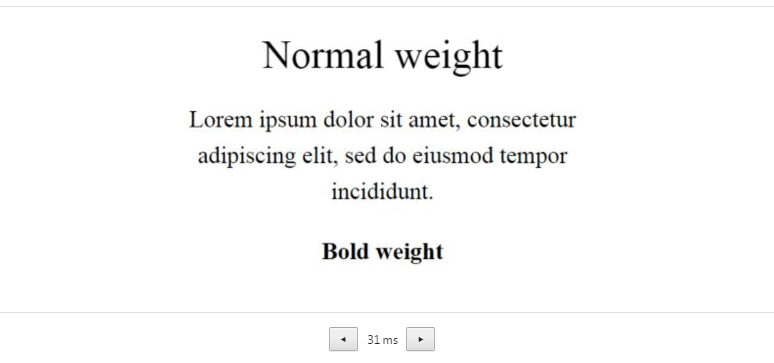 Normal weight
Lorem ipsum dolor sit amet, consectetur
adipiscing elit, sed do eiusmod tempor
incididunt.
Bold weight
31 ms